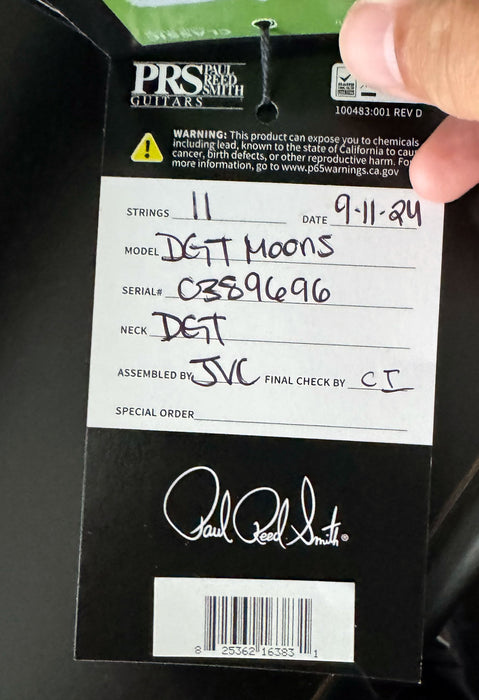 CLASSIC
PRS PAUL REED SMITH
GUITARS
100483:001 REV D
WARNING: This product can expose you to chemicals
including lead, known to the state of California to cau
cancer, birth defects, or other reproductive harm. Fo
more information, go to www.p65warnings.ca.gov
STRINGS 11 DATE 9-11-24
MODEL DGT MOONS
SERIAL# 0389696
NECK DGT
ASSEMBLED BY JVC FINAL CHECK BY CI
SPECIAL ORDER
Paul Reed Smith®
8 25362 16383 1